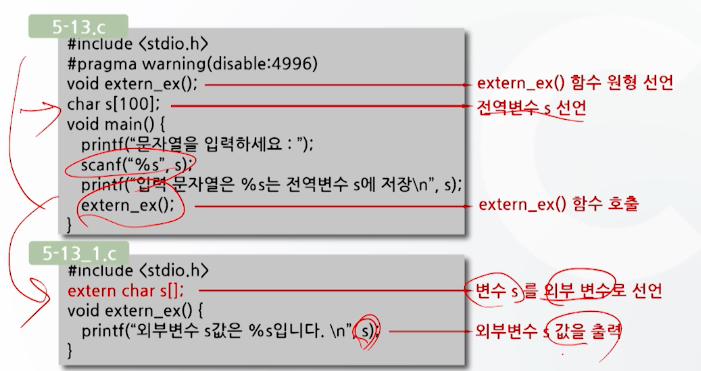 5-13.c
#include <stdio.h>
#pragma warning(disable:4996)
void extern_ex(); extern_ex() 함수 원형 선언
char s[100]; 전역변수 s 선언
void main() {
printf("문자열을 입력하세요 : ");
scanf("%s", s);
printf("입력 문자열은 %s는 전역변수 s에 저장\n", s);
extern_ex(); extern_ex() 함수 호출
}
5-13_1.c
#include <stdio.h>
extern char s[]; 변수 s를 외부 변수로 선언
void extern_ex() {
printf("외부변수 s값은 %s입니다. \n", s); 외부변수 s 값을 출력
}